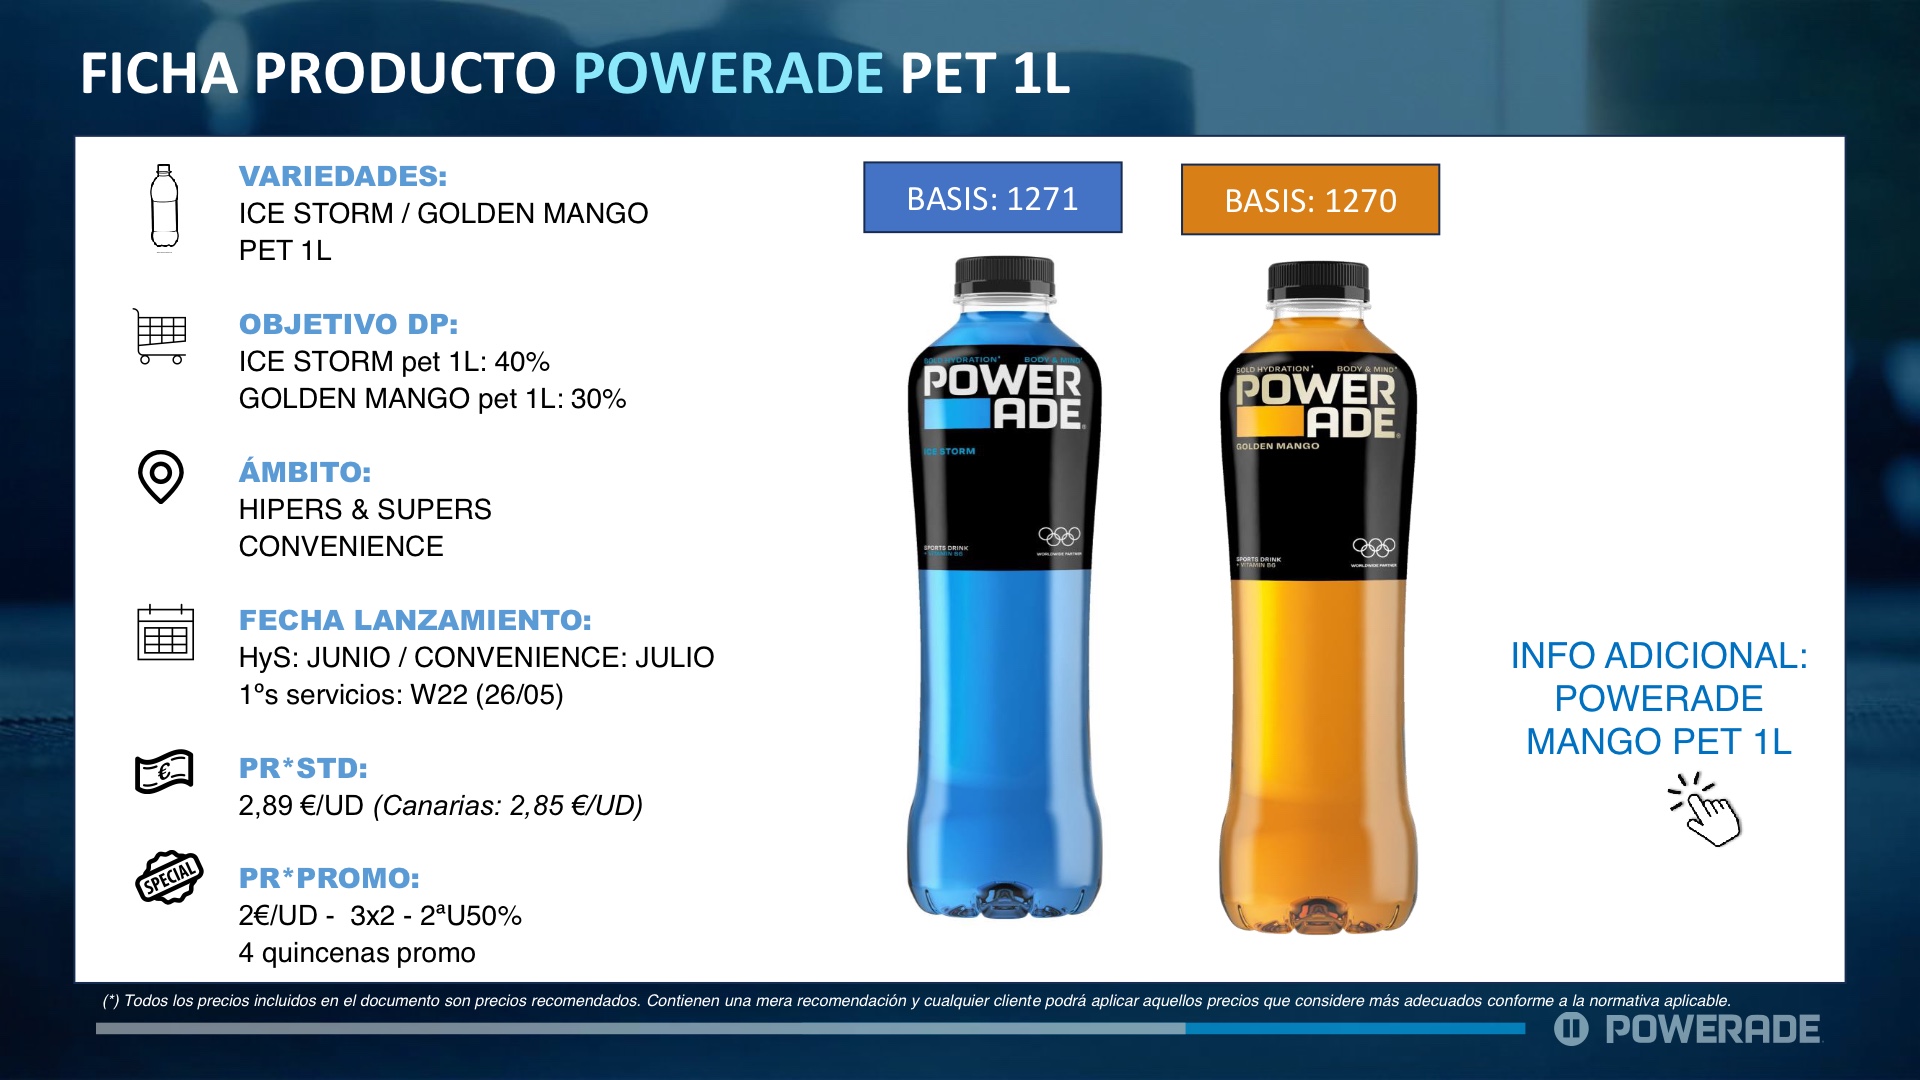 FICHA PRODUCTO POWERADE PET 1L
VARIEDADES:
ICE STORM / GOLDEN MANGO
PET 1L
OBJETIVO DP:
ICE STORM pet 1L: 40%
GOLDEN MANGO pet 1L: 30%
ÁMBITO:
HIPERS & SUPERS
CONVENIENCE
FECHA LANZAMIENTO:
HyS: JUNIO / CONVENIENCE: JULIO
1ºs servicios: W22 (26/05)
PR*STD:
2,89 €/UD (Canarias: 2,85 €/UD)
SPECIAL
PR*PROMO:
2€/UD - 3x2 - 2ªU50%
4 quincenas promo
BASIS: 1271
BOLD HYDRATION* BODY & MIND*
POWER
ADE
ICE STORM
SPORTS DRINK
+ VITAMIN B6
WORLDWIDE PARTNER
BASIS: 1270
BOLD HYDRATION* BODY & MIND*
POWER
ADE
GOLDEN MANGO
SPORTS DRINK
+ VITAMIN B6
WORLDWIDE PARTNER
INFO ADICIONAL:
POWERADE
MANGO PET 1L
(*) Todos los precios incluidos en el documento son precios recomendados. Contienen una mera recomendación y cualquier cliente podrá aplicar aquellos precios que considere más adecuados conforme a la normativa aplicable.
POWERADE